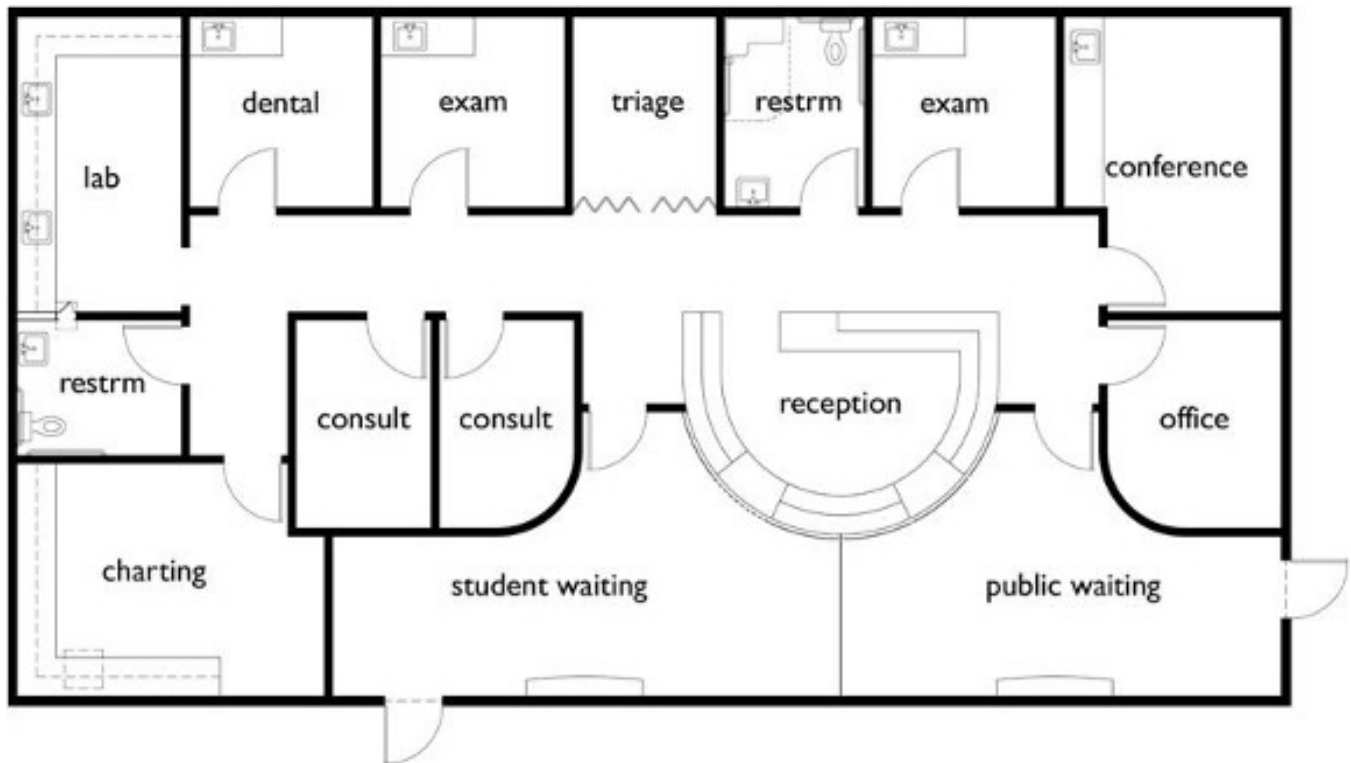 dental
exam
triage
restrm
exam
lab
conference
restrm
consult
consult
reception
office
charting
student waiting
public waiting